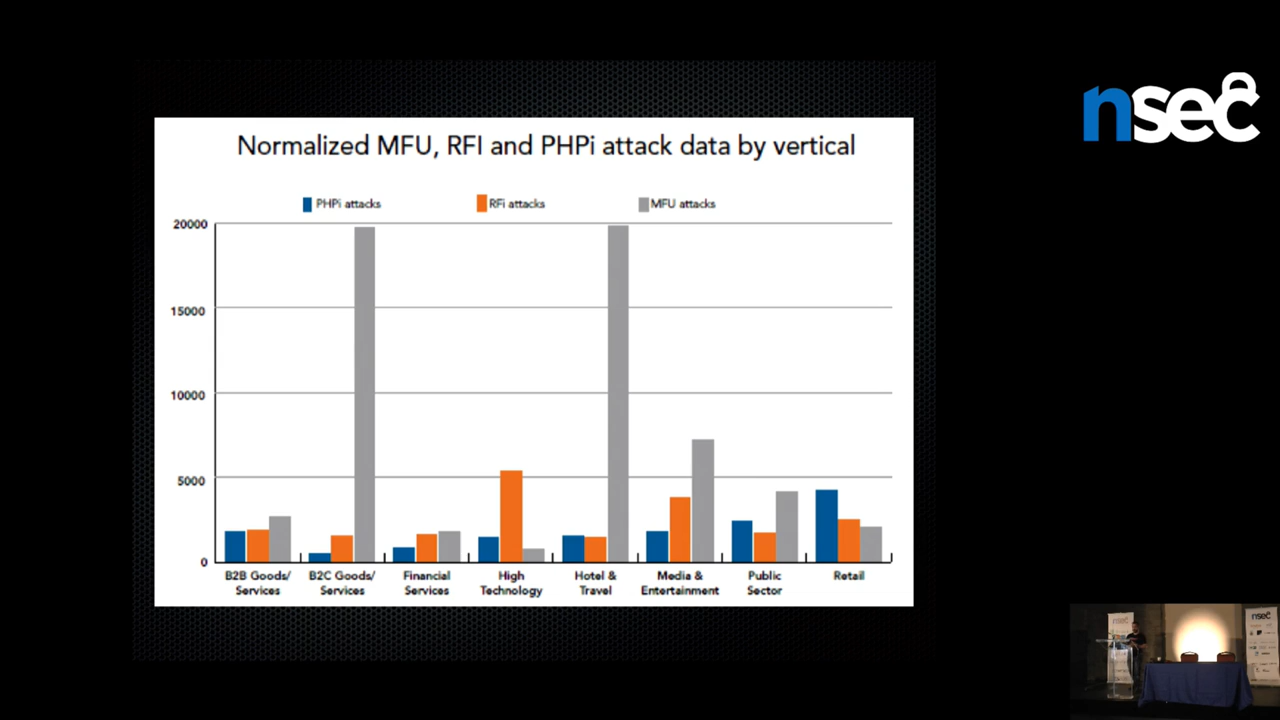 nsec
Normalized MFU, RFI and PHPi attack data by vertical
PHPi attacks
RFi attacks
MFU attacks
20000
15000
10000
5000
0
B2B Goods/
Services
B2C Goods/
Services
Financial
Services
High
Technology
Hotel &
Travel
Media &
Entertainment
Public
Sector
Retail
nsec
nsec